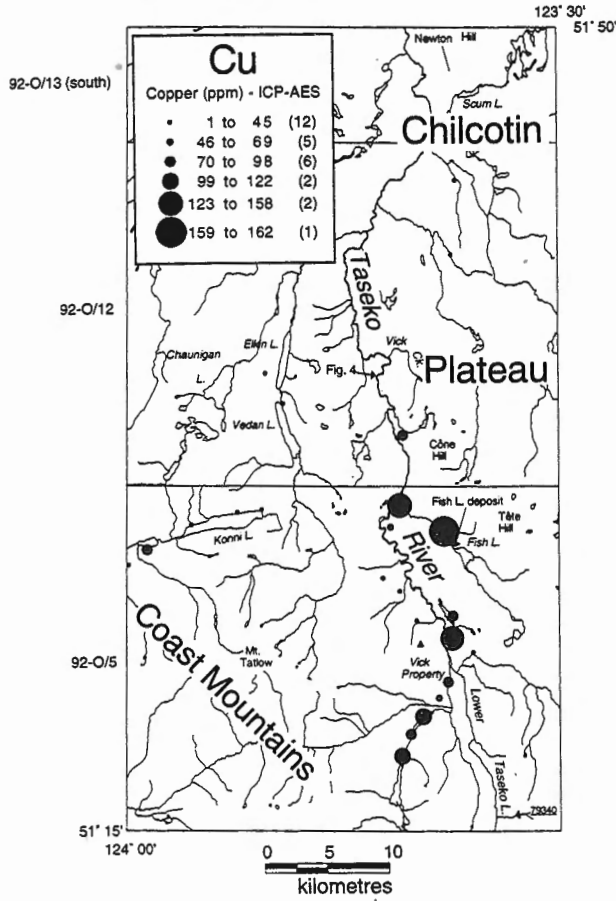 123° 30'
51° 50'
92-O/13 (south)
Cu
Copper (ppm) - ICP-AES
1 to 45 (12)
46 to 69 (5)
70 to 98 (6)
99 to 122 (2)
123 to 158 (2)
159 to 162 (1)
Newton Hill
Scum L.
Chilcotin
Taseko
92-O/12
Elkin L.
Chaunigan
L.
Vick
Ck.
Fig. 4
Plateau
Vedan L.
Cône
Hill
Fish L. deposit
Tête
Hill
Fish L.
River
Konni L.
Coast Mountains
Mt.
Tatlow
92-O/5
Vick
Property
Lower
Taseko L.
79340
51° 15'
124° 00'
0 5 10
kilometres